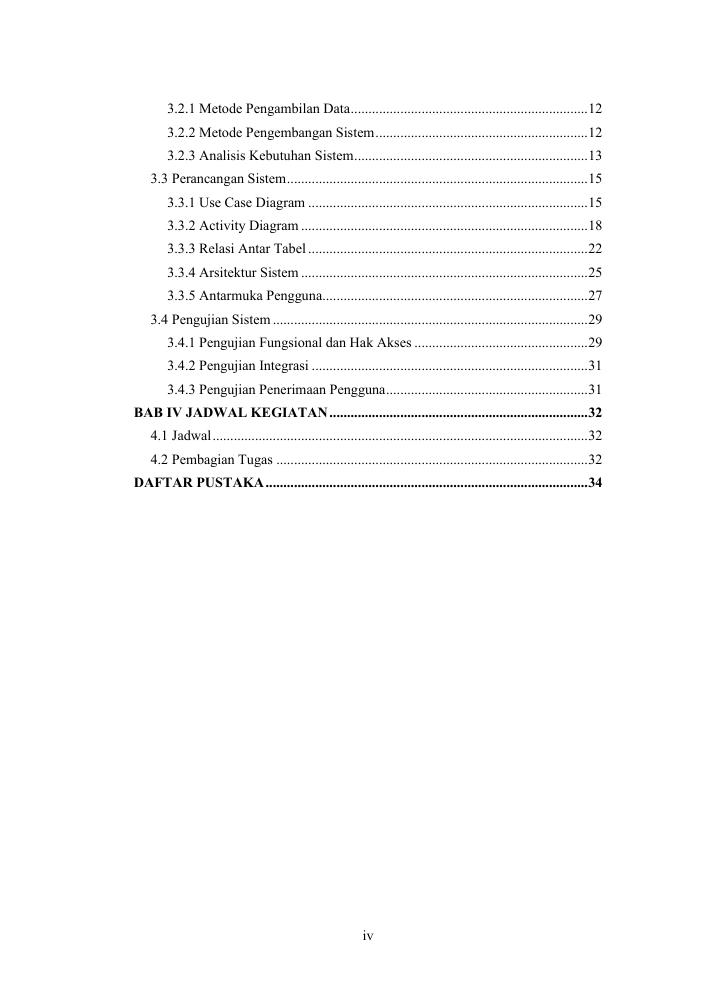 3.2.1 Metode Pengambilan Data...................................................................12
3.2.2 Metode Pengembangan Sistem............................................................12
3.2.3 Analisis Kebutuhan Sistem..................................................................13
3.3 Perancangan Sistem.....................................................................................15
3.3.1 Use Case Diagram ...............................................................................15
3.3.2 Activity Diagram .................................................................................18
3.3.3 Relasi Antar Tabel ...............................................................................22
3.3.4 Arsitektur Sistem .................................................................................25
3.3.5 Antarmuka Pengguna...........................................................................27
3.4 Pengujian Sistem .........................................................................................29
3.4.1 Pengujian Fungsional dan Hak Akses .................................................29
3.4.2 Pengujian Integrasi ..............................................................................31
3.4.3 Pengujian Penerimaan Pengguna.........................................................31
BAB IV JADWAL KEGIATAN.........................................................................32
4.1 Jadwal..........................................................................................................32
4.2 Pembagian Tugas ........................................................................................32
DAFTAR PUSTAKA...........................................................................................34
iv